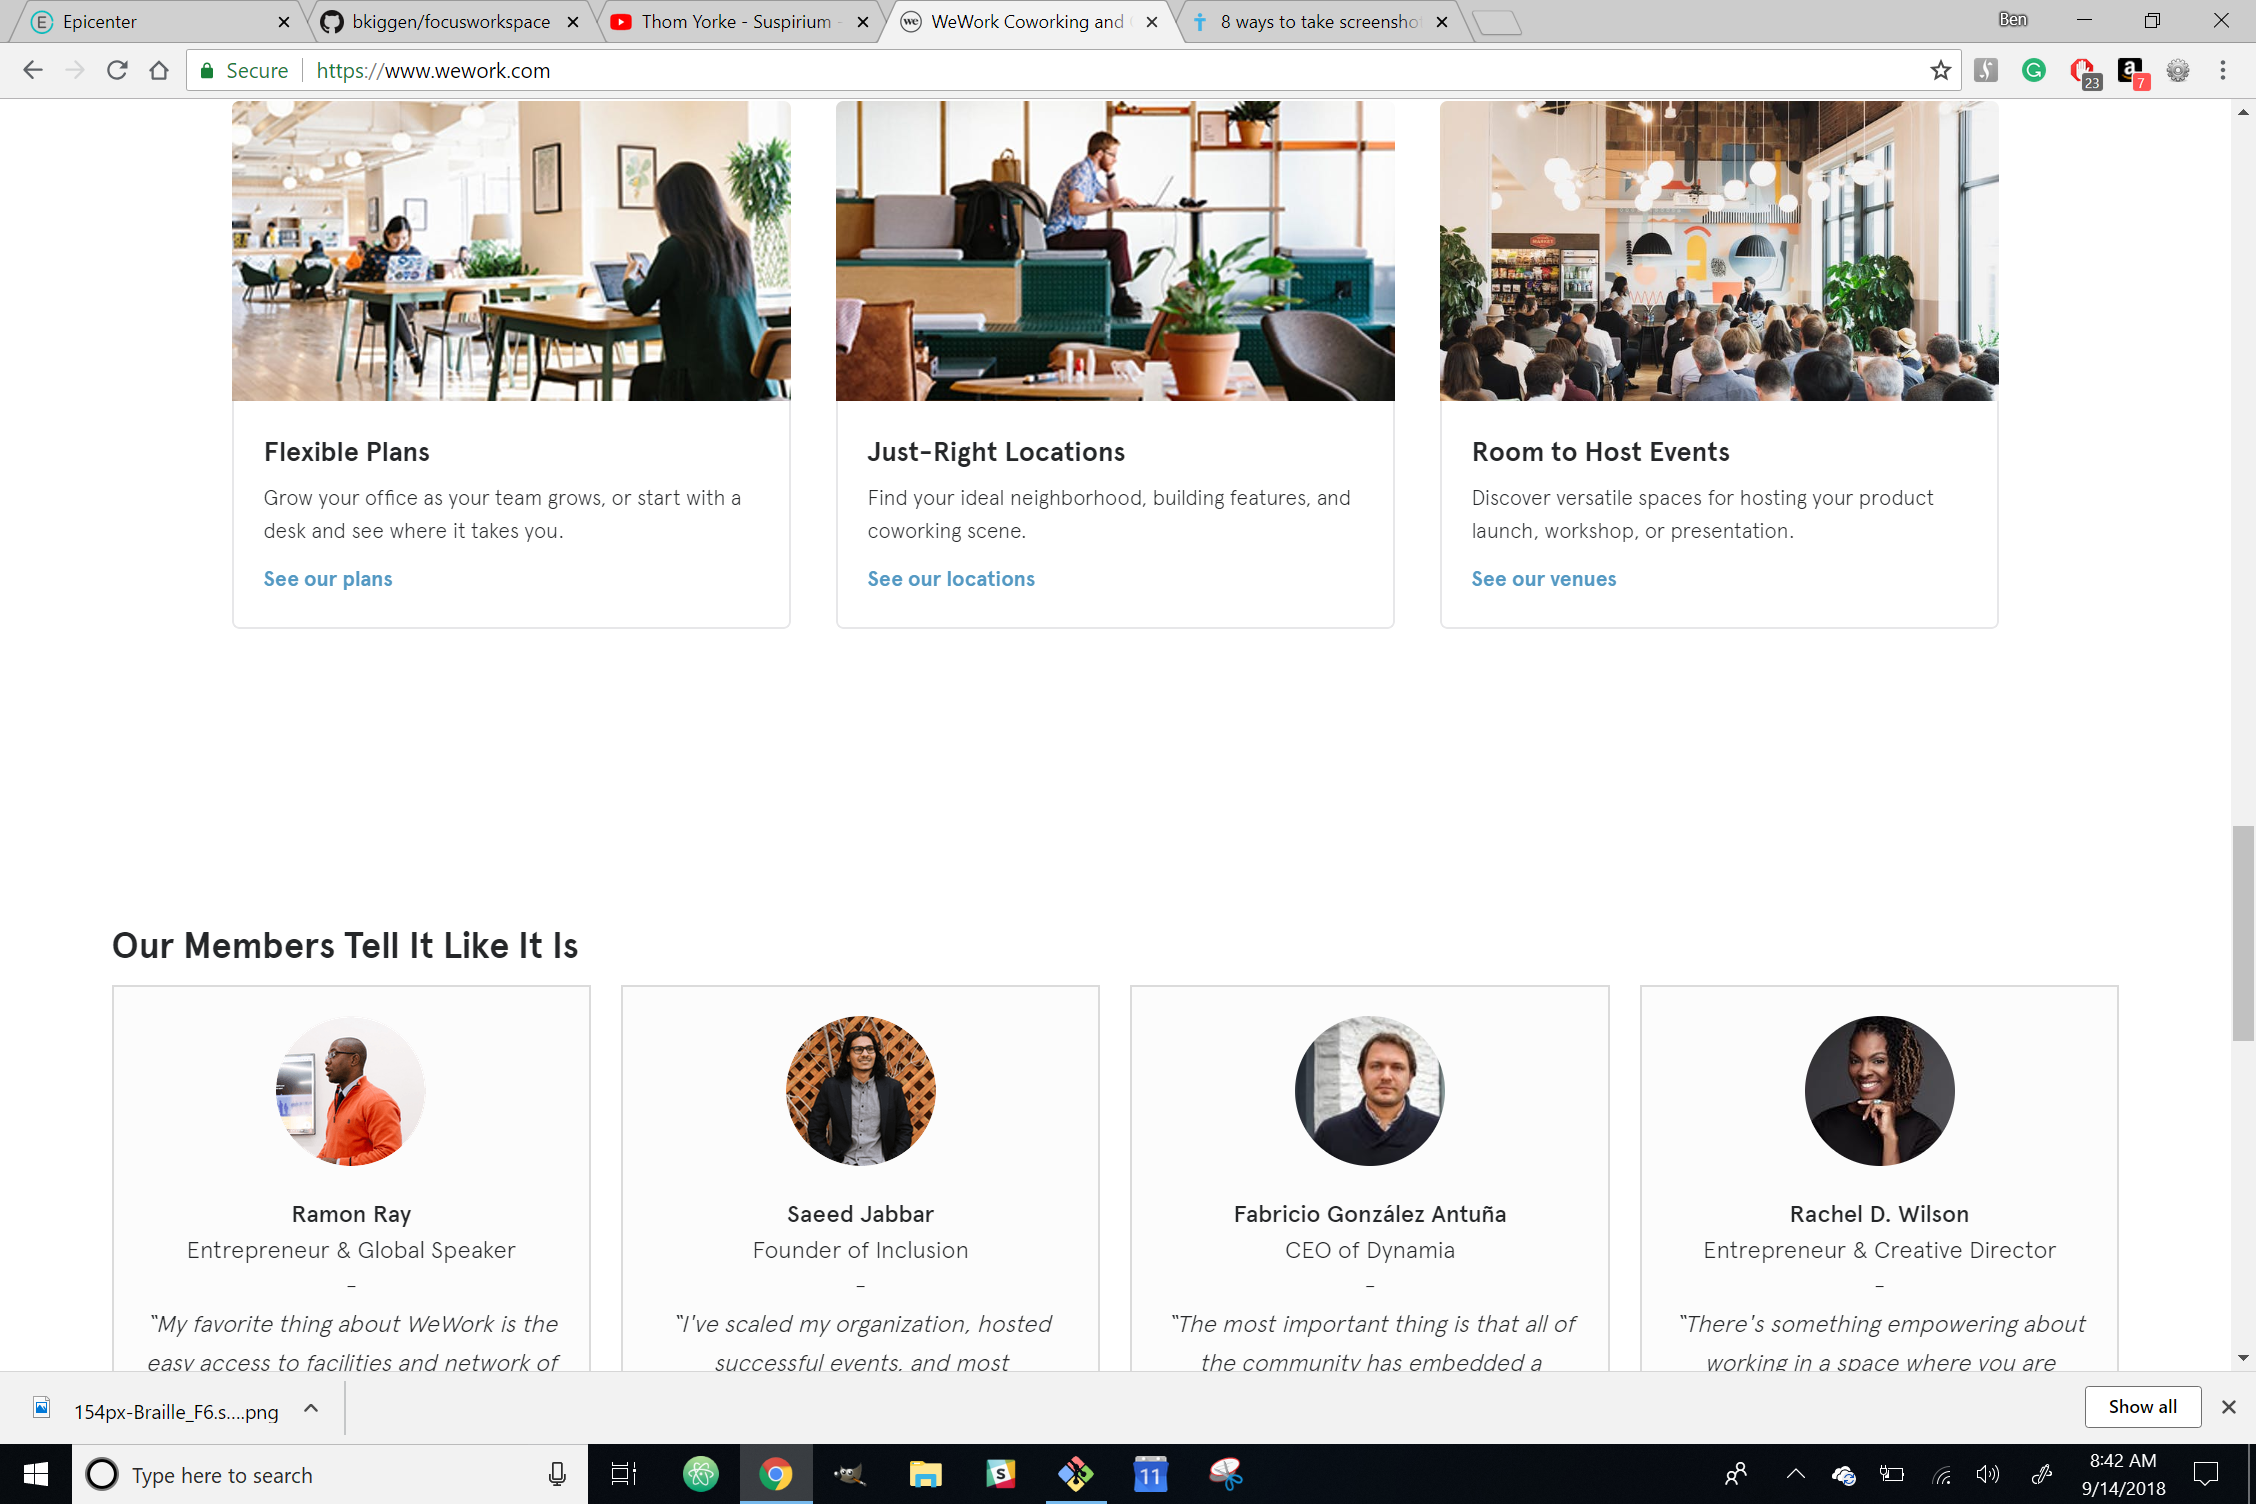 Epicenter
bkiggen/focusworkspace
Thom Yorke - Suspirium -
WeWork Coworking and
8 ways to take screensho
Ben
Secure
https://www.wework.com
23
7
Flexible Plans
Grow your office as your team grows, or start with a
desk and see where it takes you.
See our plans
Just-Right Locations
Find your ideal neighborhood, building features, and
coworking scene.
See our locations
Room to Host Events
Discover versatile spaces for hosting your product
launch, workshop, or presentation.
See our venues
Our Members Tell It Like It Is
Ramon Ray
Entrepreneur & Global Speaker
-
“My favorite thing about WeWork is the
easy access to facilities and network of
Saeed Jabbar
Founder of Inclusion
-
“I've scaled my organization, hosted
successful events, and most
Fabricio González Antuña
CEO of Dynamia
-
“The most important thing is that all of
the community has embedded a
Rachel D. Wilson
Entrepreneur & Creative Director
-
“There's something empowering about
working in a space where you are
154px-Braille_F6.s....png
Show all
Type here to search
11
8:42 AM
9/14/2018